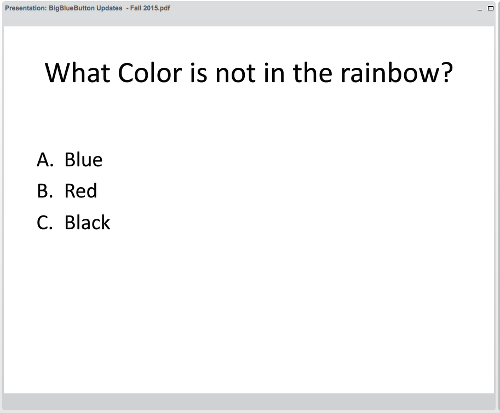 Presentation: BigBlueButton Updates - Fall 2015.pdf
What Color is not in the rainbow?
A. Blue
B. Red
C. Black